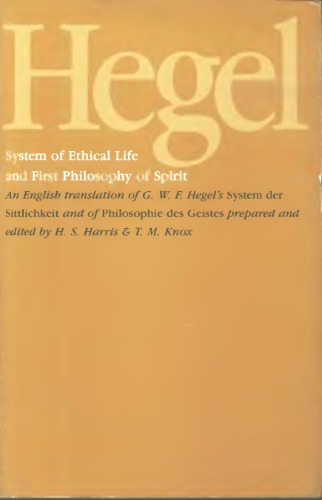 Hegel
System of Ethical Life
and First Philosophy of Spirit
An English translation of G. W. F. Hegel's System der
Sittlichkeit and of Philosophie des Geistes prepared and
edited by H. S. Harris & T. M. Knox